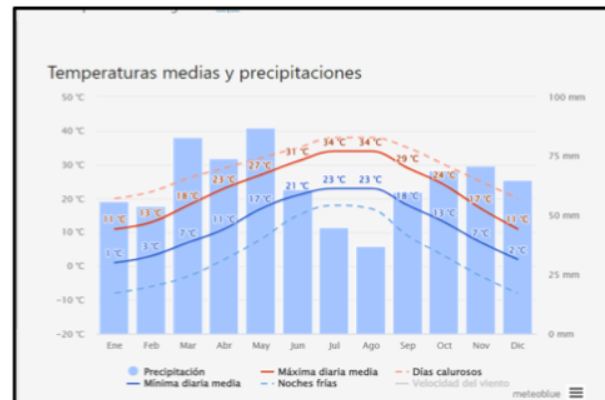 Temperaturas medias y precipitaciones
50 °C
100 mm
40 °C
30 °C
75 mm
20 °C
50 mm
10 °C
0 °C
25 mm
-10 °C
-20 °C
0 mm
11 °C 13 °C 18 °C 23 °C 27 °C 31 °C 34 °C 34 °C 29 °C 24 °C 17 °C 11 °C
1 °C 3 °C 7 °C 11 °C 17 °C 21 °C 23 °C 23 °C 18 °C 13 °C 7 °C 2 °C
Ene Feb Mar Abr May Jun Jul Ago Sep Oct Nov Dic
Precipitación Máxima diaria media Días calurosos
Mínima diaria media Noches frías Velocidad del viento
meteoblue